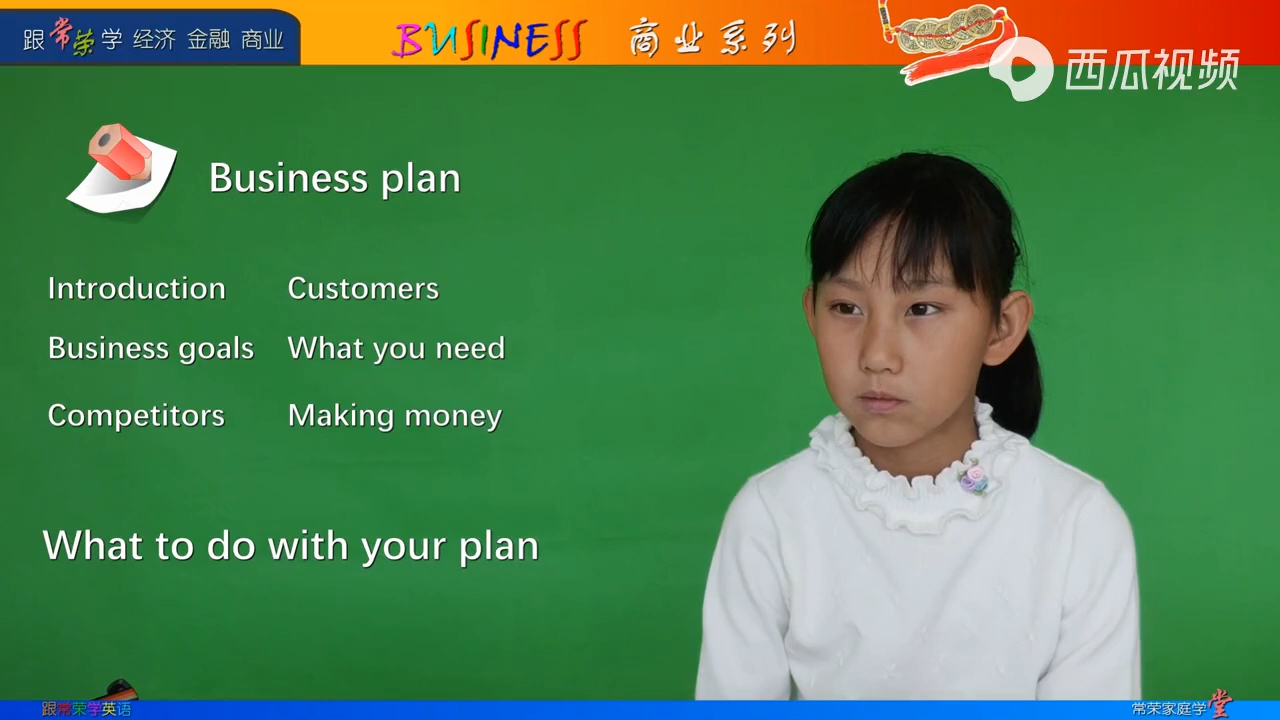 跟常荣学 经济 金融 商业
BUSINESS 商业系列
西瓜视频
Business plan
Introduction Customers
Business goals What you need
Competitors Making money
What to do with your plan
跟常荣学英语
常荣家庭学堂